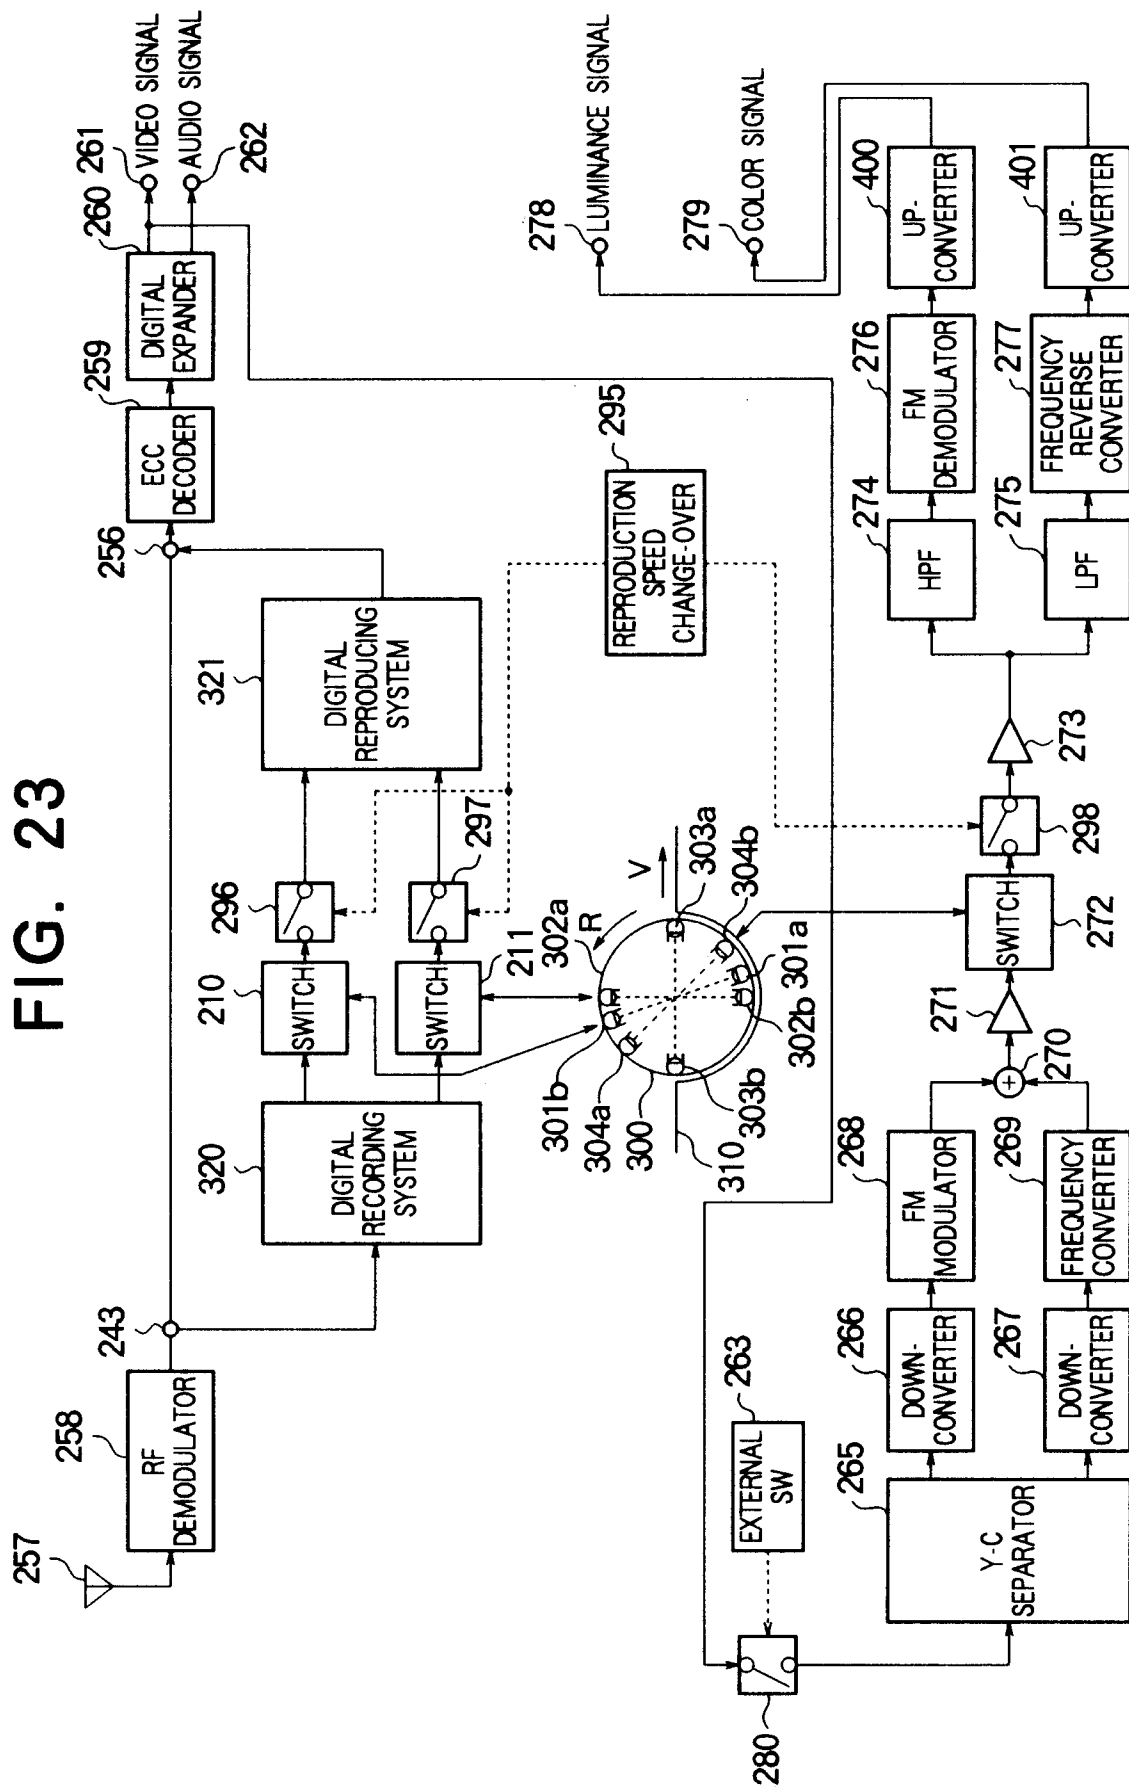 FIG. 23
257
258
RF
DEMODULATOR
243
256
259
ECC
DECODER
260
DIGITAL
EXPANDER
261
VIDEO SIGNAL
AUDIO SIGNAL
262
320
DIGITAL
RECORDING
SYSTEM
210
SWITCH
SWITCH
211
296
297
321
DIGITAL
REPRODUCING
SYSTEM
295
REPRODUCTION
SPEED
CHANGE-OVER
301b
304a
300
302a
R
V
303a
304b
301a
302b
303b
310
278
LUMINANCE SIGNAL
279
COLOR SIGNAL
263
EXTERNAL
SW
280
265
Y-C
SEPARATOR
266
DOWN-
CONVERTER
267
DOWN-
CONVERTER
268
FM
MODULATOR
269
FREQUENCY
CONVERTER
270
+
271
SWITCH
272
298
273
274
HPF
275
LPF
276
FM
DEMODULATOR
277
FREQUENCY
REVERSE
CONVERTER
400
UP-
CONVERTER
401
UP-
CONVERTER